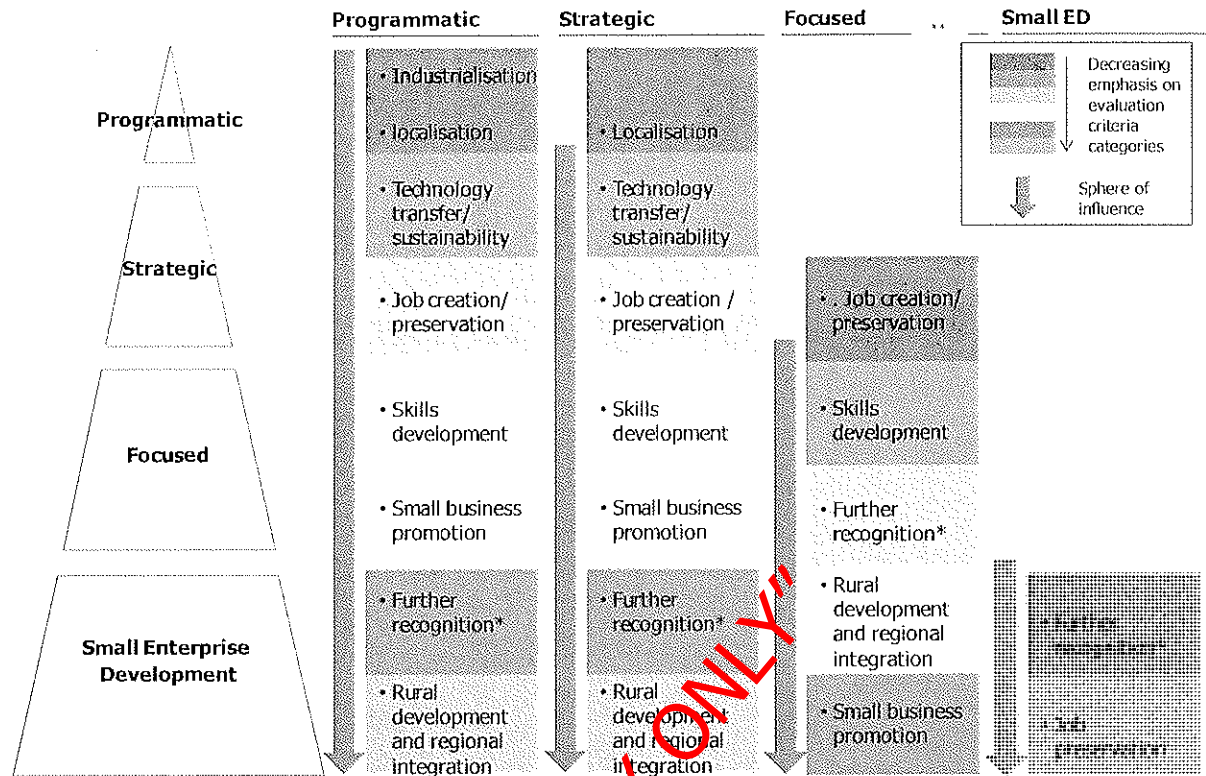 Programmatic
Strategic
Focused
Small ED
Programmatic
Strategic
Focused
Small Enterprise
Development
• Industrialisation
• localisation
• Technology
transfer/
sustainability
• Job creation/
preservation
• Skills
development
• Small business
promotion
• Further
recognition*
• Rural
development
and regional
integration
• Localisation
• Technology
transfer/
sustainability
• Job creation /
preservation
• Skills
development
• Small business
promotion
• Further
recognition*
• Rural
development
and regional
integration
• . Job creation/
preservation
• Skills
development
• Further
recognition*
• Rural
development
and regional
integration
• Small business
promotion
Decreasing
emphasis on
evaluation
criteria
categories
Sphere of
influence
ONLY"